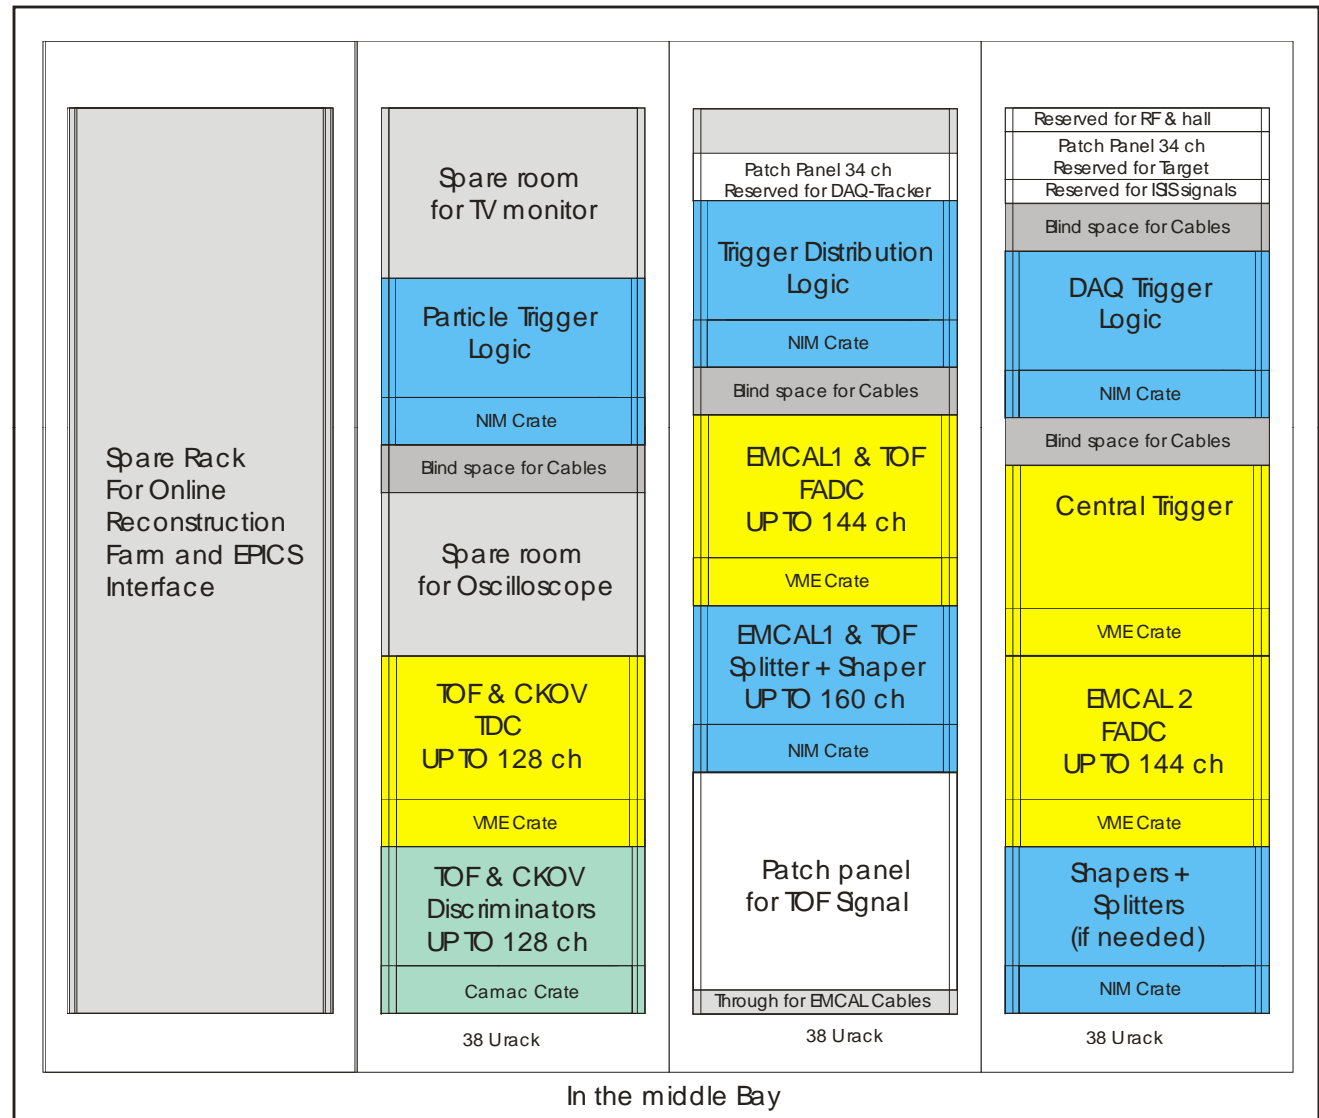 Spare Rack
For Online
Reconstruction
Farm and EPICS
Interface
Spare room
for TV monitor
Particle Trigger
Logic
NIM Crate
Blind space for Cables
Spare room
for Oscilloscope
TOF & CKOV
TDC
UP TO 128 ch
VME Crate
TOF & CKOV
Discriminators
UP TO 128 ch
Camac Crate
38 U rack
Patch Panel 34 ch
Reserved for DAQ-Tracker
Trigger Distribution
Logic
NIM Crate
Blind space for Cables
EMCAL1 & TOF
FADC
UP TO 144 ch
VME Crate
EMCAL1 & TOF
Splitter + Shaper
UP TO 160 ch
NIM Crate
Patch panel
for TOF Signal
Through for EMCAL Cables
38 U rack
Reserved for RF & hall
Patch Panel 34 ch
Reserved for Target
Reserved for ISIS signals
Blind space for Cables
DAQ Trigger
Logic
NIM Crate
Blind space for Cables
Central Trigger
VME Crate
EMCAL 2
FADC
UP TO 144 ch
VME Crate
Shapers +
Splitters
(if needed)
NIM Crate
38 U rack
In the middle Bay